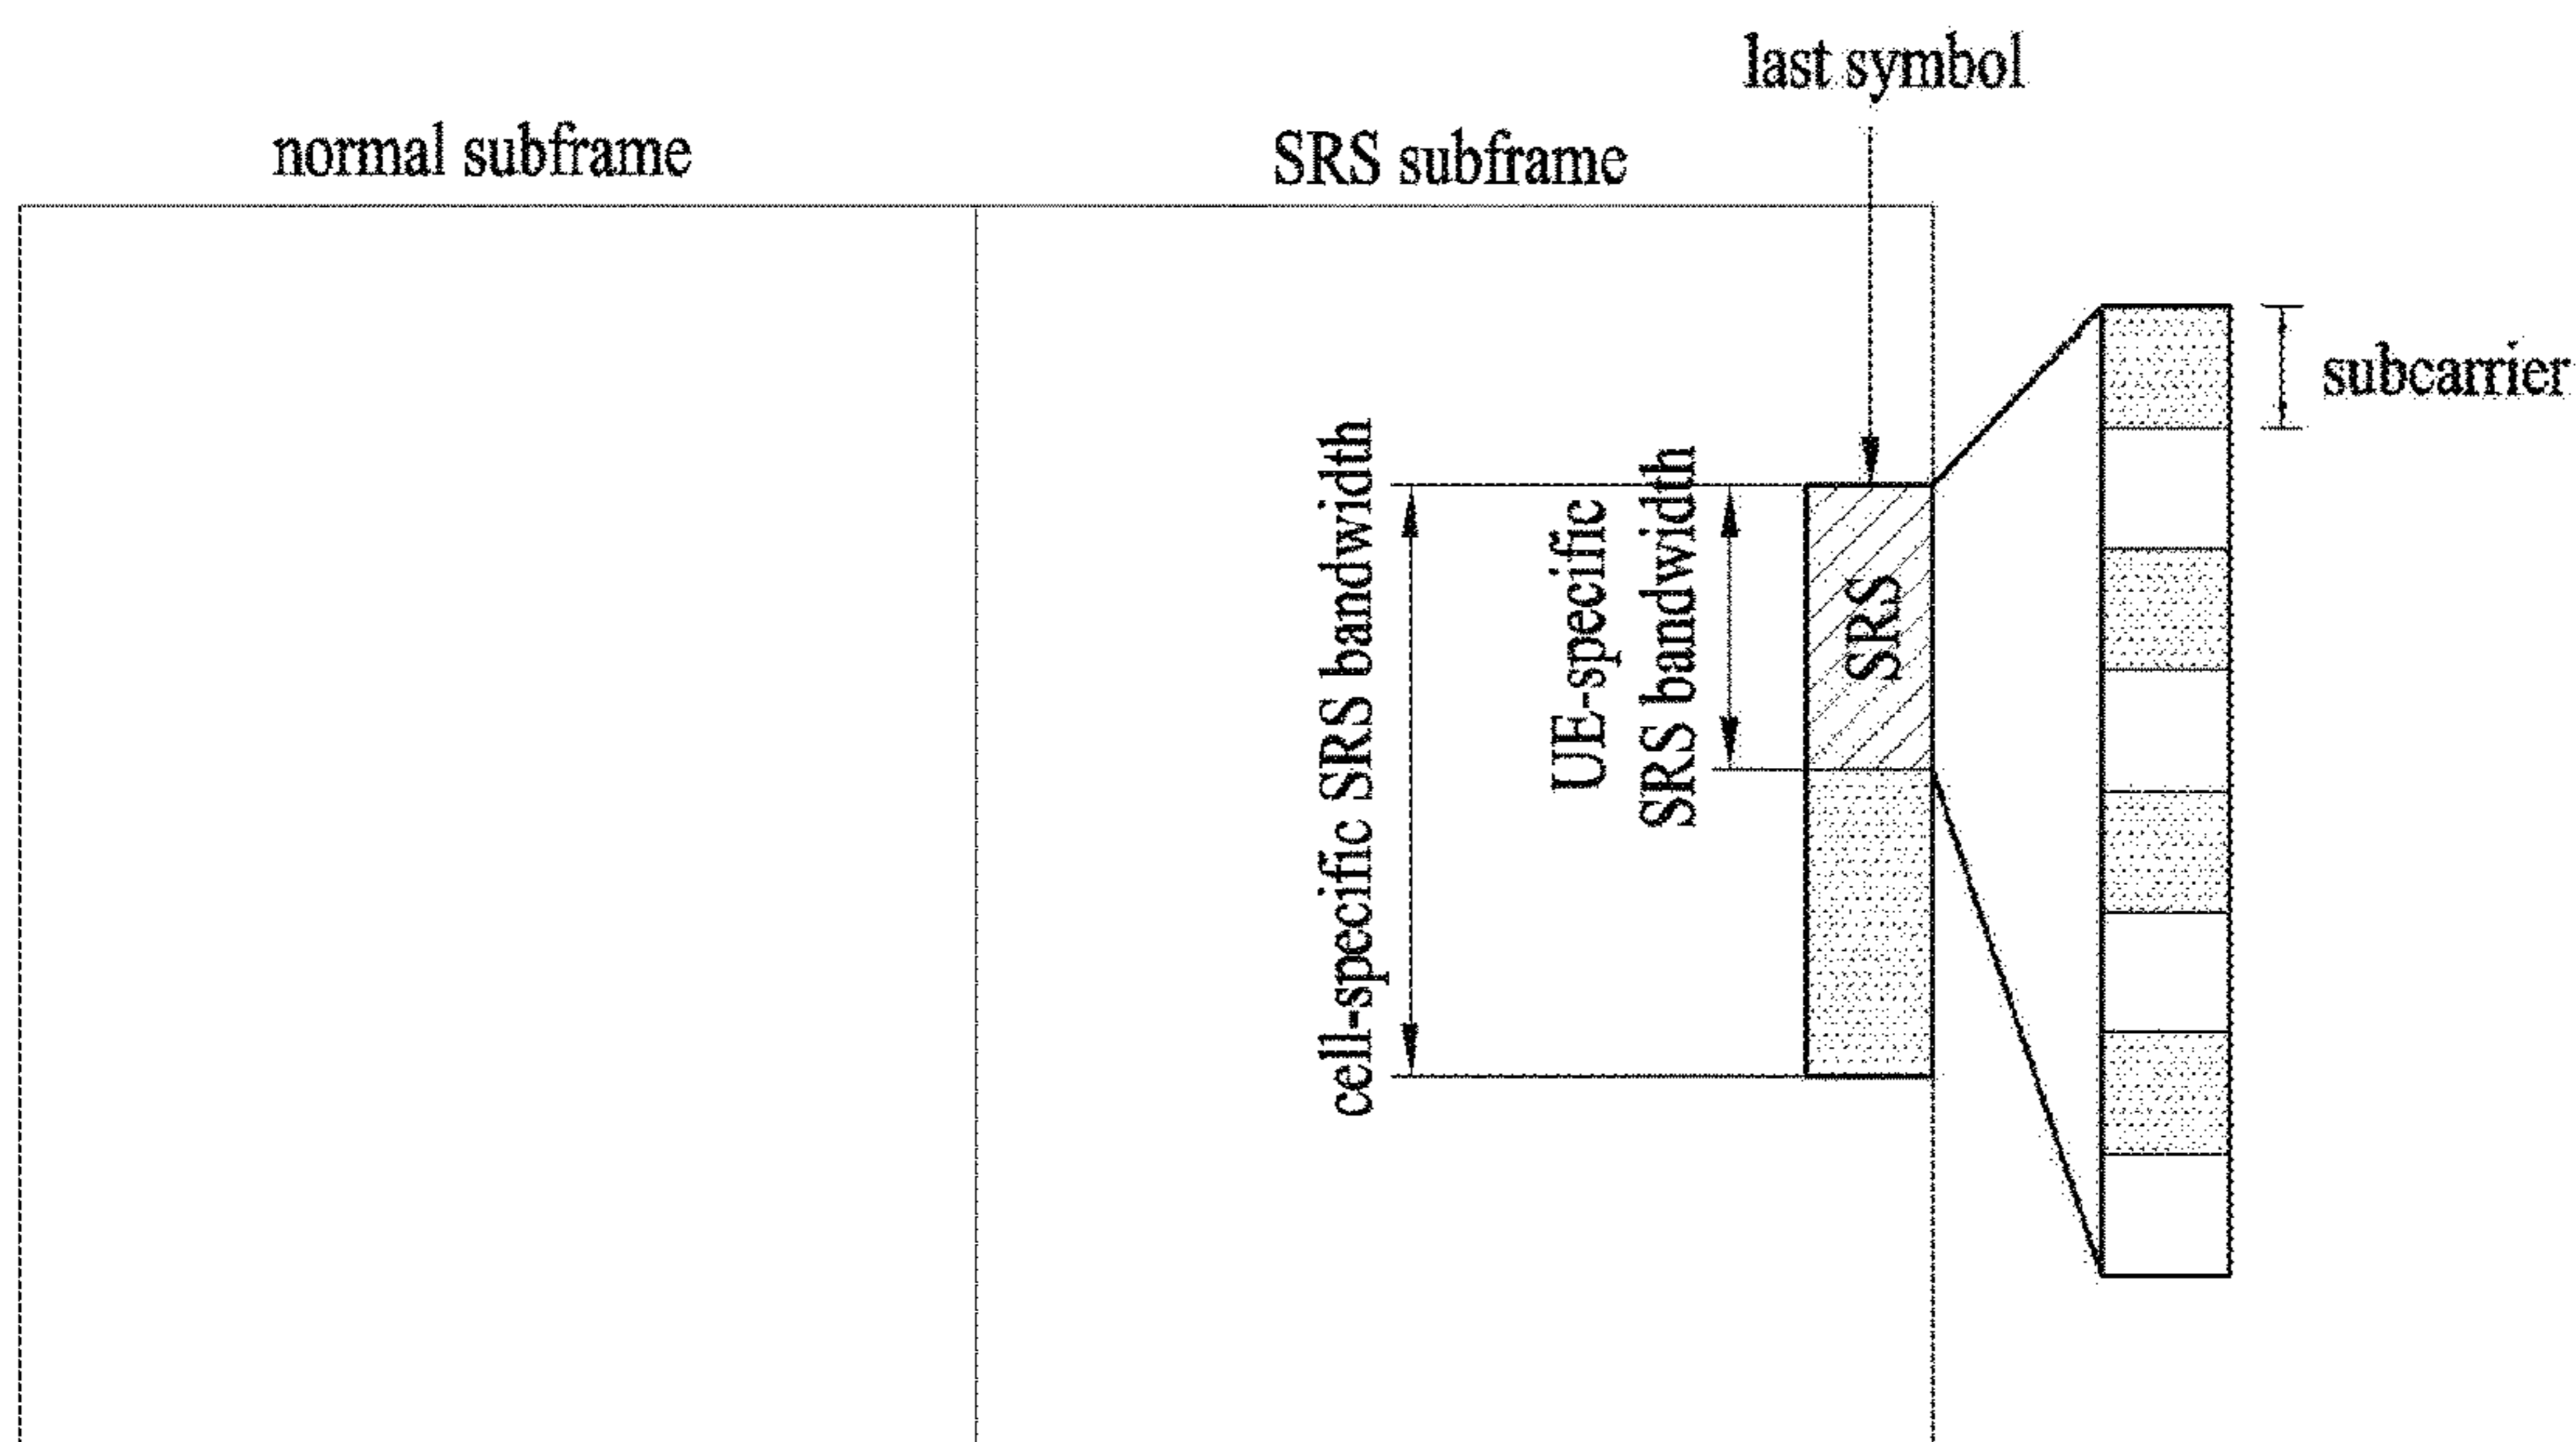 last symbol
normal subframe
SRS subframe
subcarrier
cell-specific SRS bandwidth
UE-specific
SRS bandwidth
SRS